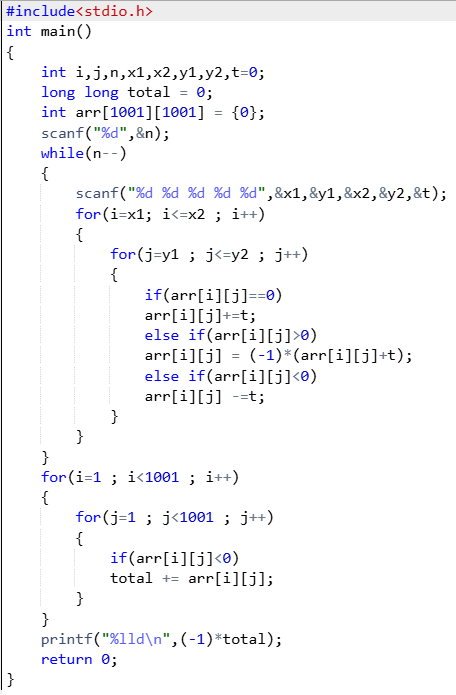 #include<stdio.h>
int main()
{
    int i,j,n,x1,x2,y1,y2,t=0;
    long long total = 0;
    int arr[1001][1001] = {0};
    scanf("%d",&n);
    while(n--)
    {
        scanf("%d %d %d %d %d",&x1,&y1,&x2,&y2,&t);
        for(i=x1; i<=x2 ; i++)
        {
            for(j=y1 ; j<=y2 ; j++)
            {
                if(arr[i][j]==0)
                arr[i][j]+=t;
                else if(arr[i][j]>0)
                arr[i][j] = (-1)*(arr[i][j]+t);
                else if(arr[i][j]<0)
                arr[i][j] -=t;
            }
        }
    }
    for(i=1 ; i<1001 ; i++)
    {
        for(j=1 ; j<1001 ; j++)
        {
            if(arr[i][j]<0)
            total += arr[i][j];
        }
    }
    printf("%lld\n",(-1)*total);
    return 0;
}